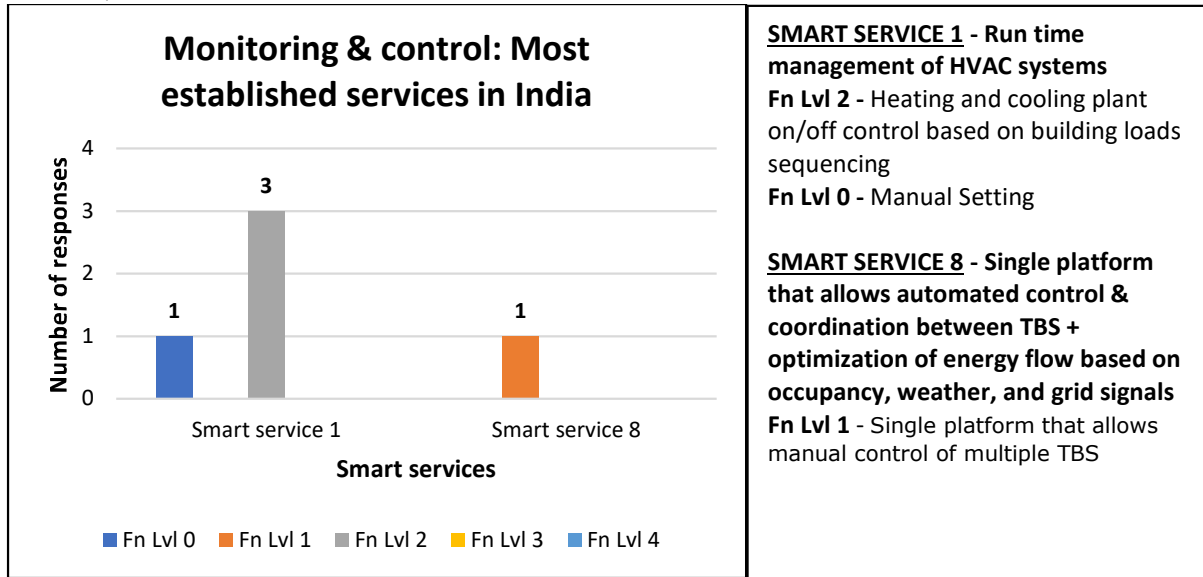 Monitoring & control: Most
established services in India
Number of responses
4
3
2
1
0
1
3
1
Smart service 1
Smart service 8
Smart services
Fn Lvl 0
Fn Lvl 1
Fn Lvl 2
Fn Lvl 3
Fn Lvl 4
SMART SERVICE 1 - Run time
management of HVAC systems
Fn Lvl 2 - Heating and cooling plant
on/off control based on building loads
sequencing
Fn Lvl 0 - Manual Setting
SMART SERVICE 8 - Single platform
that allows automated control &
coordination between TBS +
optimization of energy flow based on
occupancy, weather, and grid signals
Fn Lvl 1 - Single platform that allows
manual control of multiple TBS